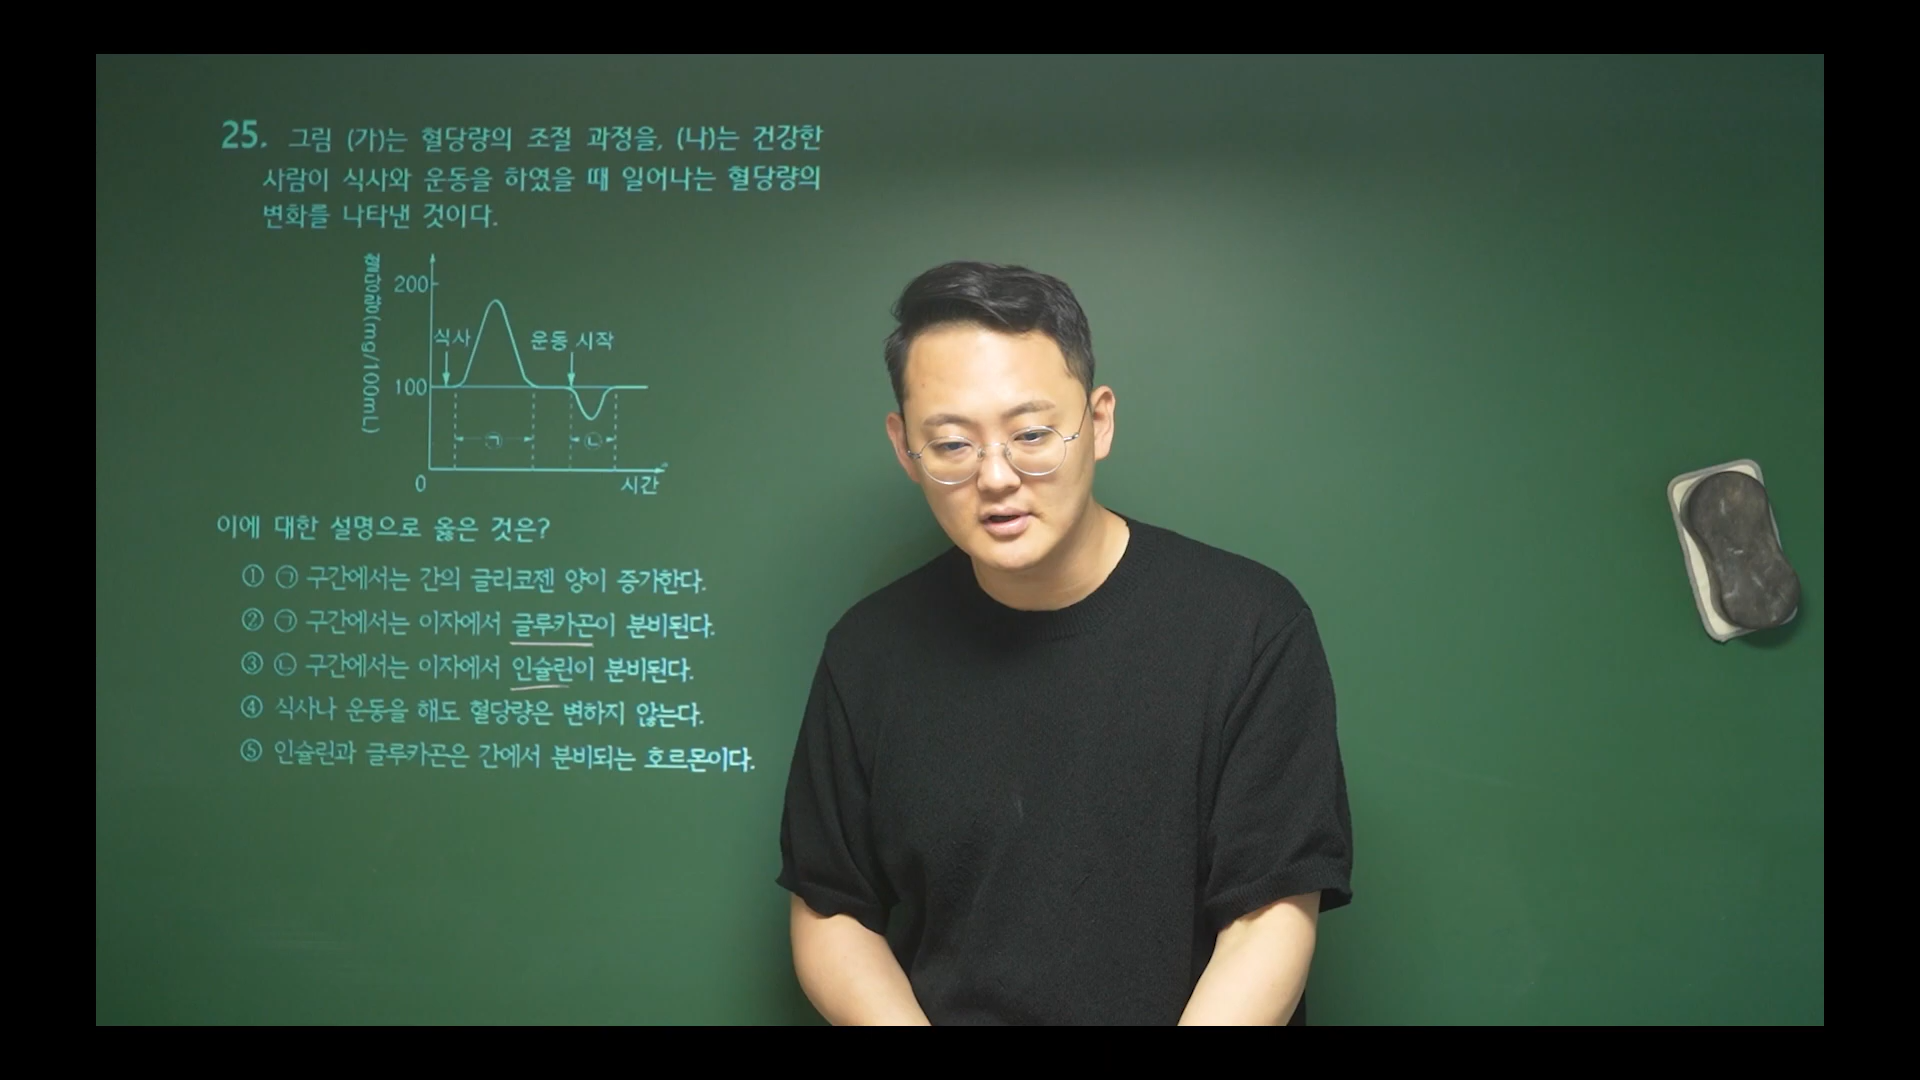 25. 그림 (가)는 혈당량의 조절 과정을, (나)는 건강한
사람이 식사와 운동을 하였을 때 일어나는 혈당량의
변화를 나타낸 것이다.
혈당량(mg/100mL)
200
식사
운동 시작
100
㉠
㉡
0
시간
이에 대한 설명으로 옳은 것은?
① ㉠ 구간에서는 간의 글리코젠 양이 증가한다.
② ㉠ 구간에서는 이자에서 글루카곤이 분비된다.
③ ㉡ 구간에서는 이자에서 인슐린이 분비된다.
④ 식사나 운동을 해도 혈당량은 변하지 않는다.
⑤ 인슐린과 글루카곤은 간에서 분비되는 호르몬이다.